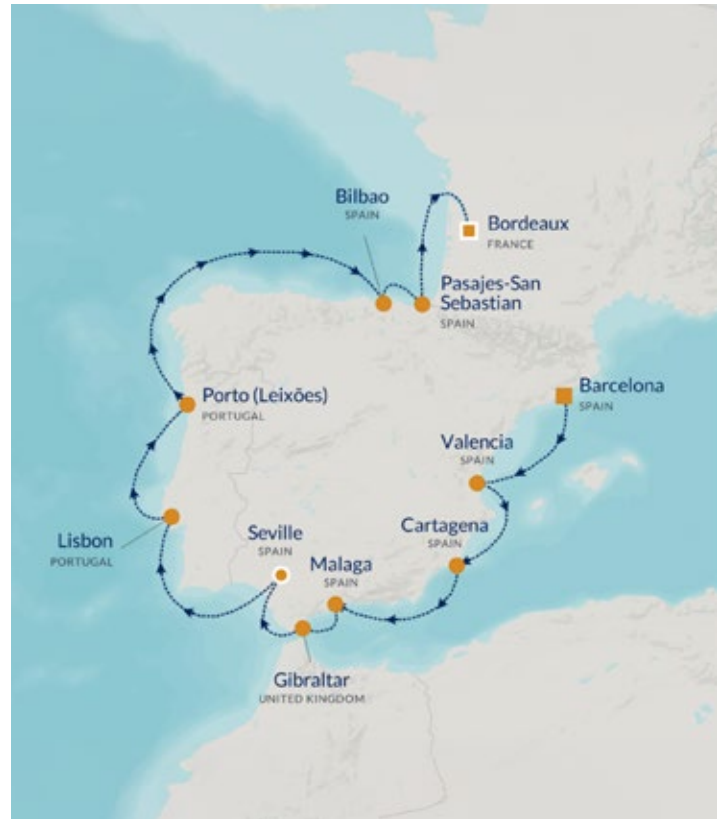 Bilbao
SPAIN
Bordeaux
FRANCE
Pasajes-San
Sebastian
SPAIN
Barcelona
SPAIN
Porto (Leixões)
PORTUGAL
Valencia
SPAIN
Cartagena
SPAIN
Seville
SPAIN
Lisbon
PORTUGAL
Malaga
SPAIN
Gibraltar
UNITED KINGDOM